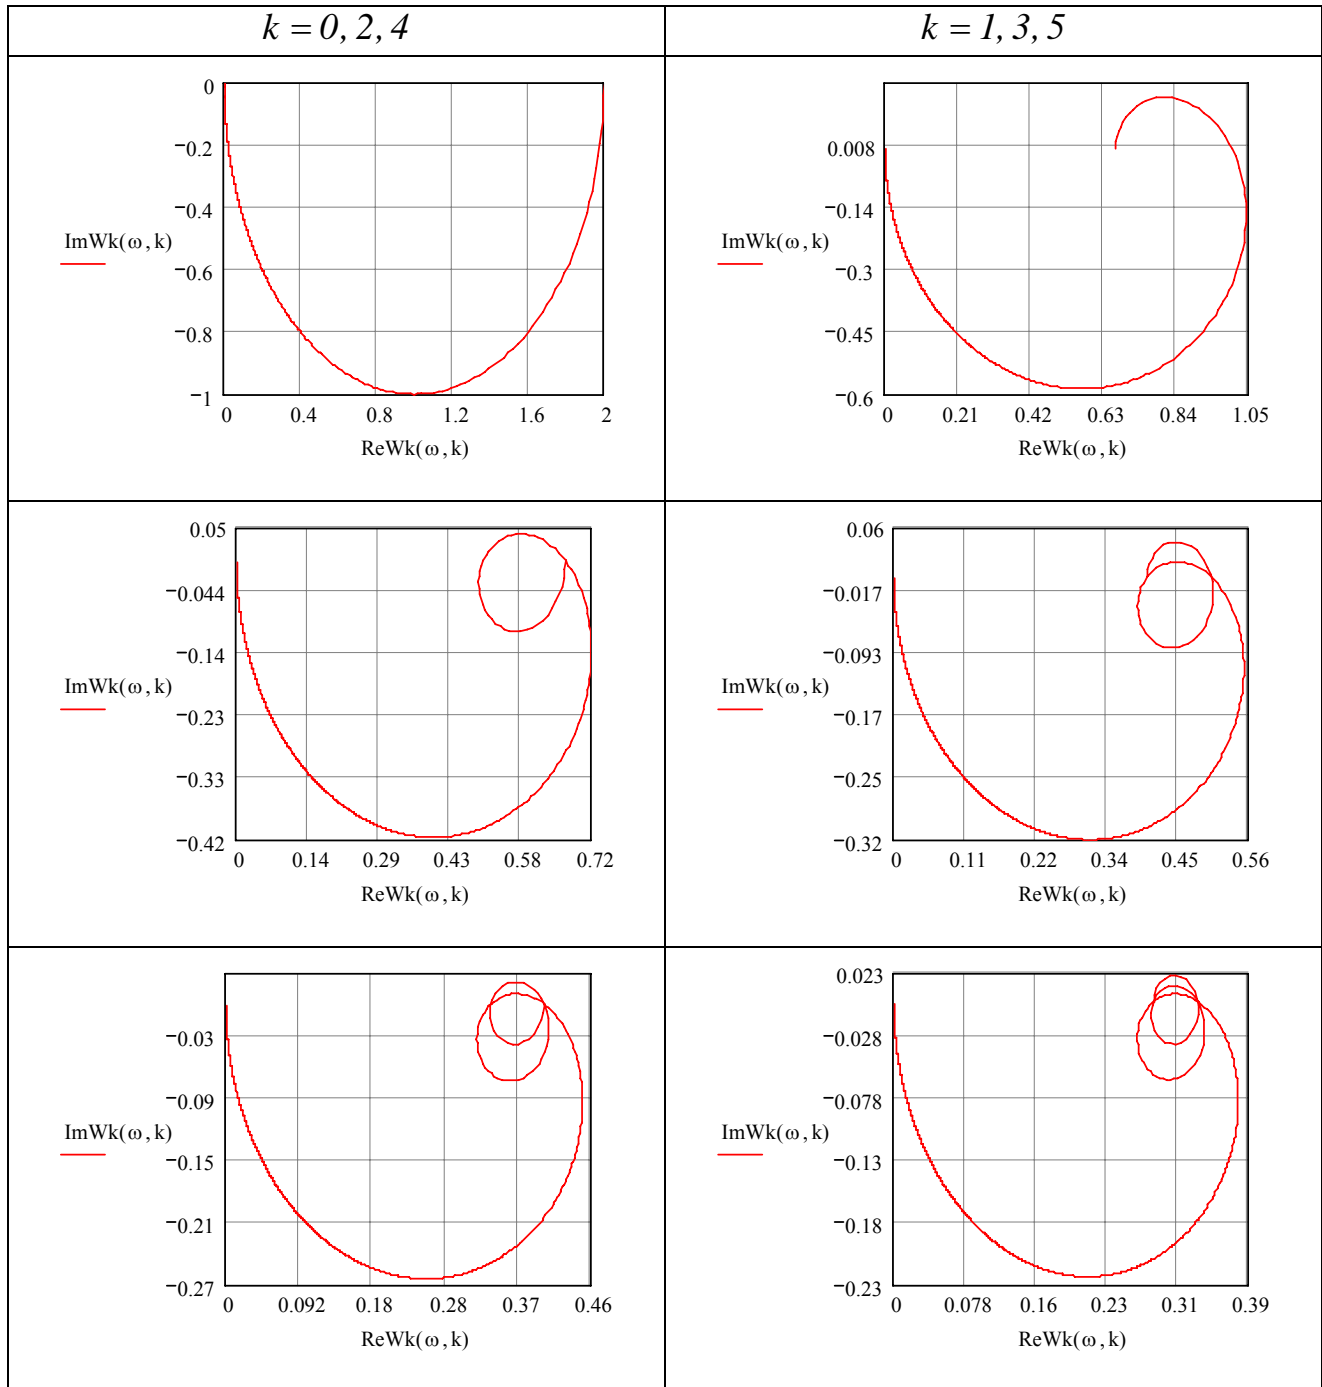 k = 0, 2, 4
k = 1, 3, 5
0
−0.2
−0.4
−0.6
−0.8
−1
ImWk(ω, k)
0 0.4 0.8 1.2 1.6 2
ReWk(ω, k)
0.008
−0.14
−0.3
−0.45
−0.6
ImWk(ω, k)
0 0.21 0.42 0.63 0.84 1.05
ReWk(ω, k)
0.05
−0.044
−0.14
−0.23
−0.33
−0.42
ImWk(ω, k)
0 0.14 0.29 0.43 0.58 0.72
ReWk(ω, k)
0.06
−0.017
−0.093
−0.17
−0.25
−0.32
ImWk(ω, k)
0 0.11 0.22 0.34 0.45 0.56
ReWk(ω, k)
−0.03
−0.09
−0.15
−0.21
−0.27
ImWk(ω, k)
0 0.092 0.18 0.28 0.37 0.46
ReWk(ω, k)
0.023
−0.028
−0.078
−0.13
−0.18
−0.23
ImWk(ω, k)
0 0.078 0.16 0.23 0.31 0.39
ReWk(ω, k)